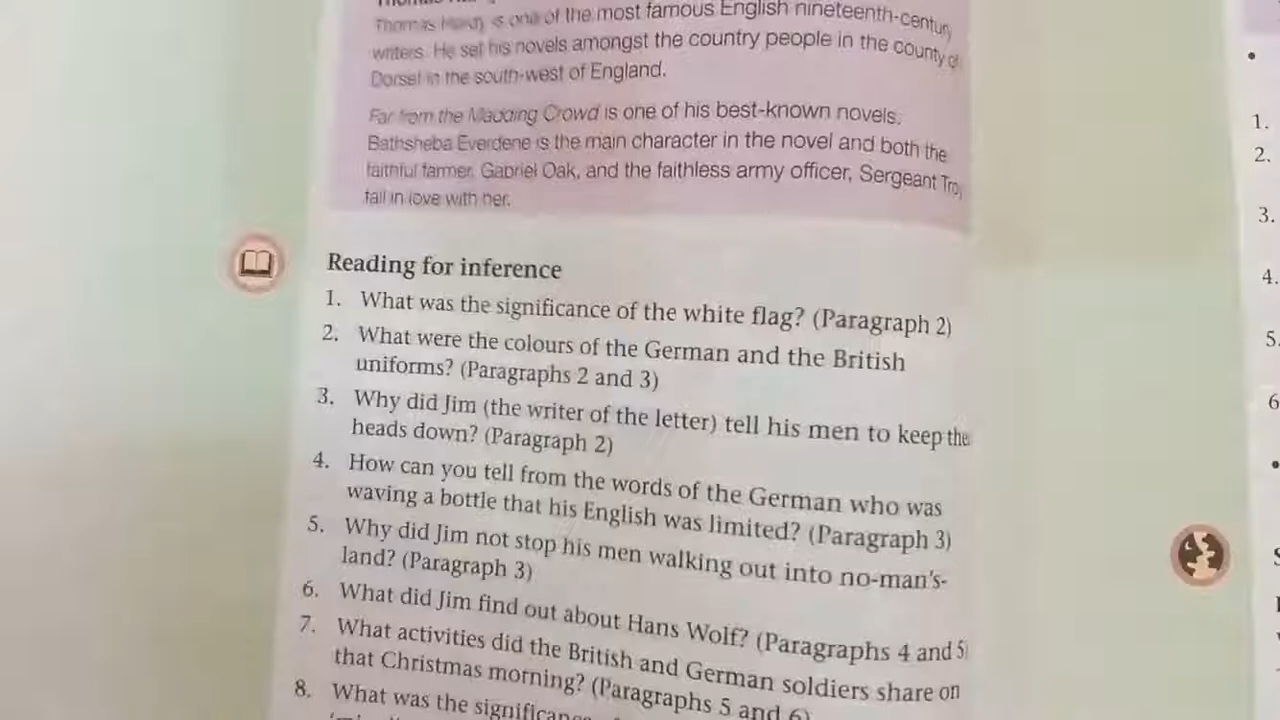 Thomas Hardy is one of the most famous English nineteenth-century
writers. He set his novels amongst the country people in the county of
Dorset in the south-west of England.
Far from the Madding Crowd is one of his best-known novels.
Bathsheba Everdene is the main character in the novel and both the
faithful farmer, Gabriel Oak, and the faithless army officer, Sergeant Troy,
fall in love with her.
Reading for inference
1. What was the significance of the white flag? (Paragraph 2)
2. What were the colours of the German and the British
uniforms? (Paragraphs 2 and 3)
3. Why did Jim (the writer of the letter) tell his men to keep the
heads down? (Paragraph 2)
4. How can you tell from the words of the German who was
waving a bottle that his English was limited? (Paragraph 3)
5. Why did Jim not stop his men walking out into no-man's-
land? (Paragraph 3)
6. What did Jim find out about Hans Wolf? (Paragraphs 4 and 5)
7. What activities did the British and German soldiers share on
that Christmas morning? (Paragraphs 5 and 6)
8. What was the significance
1.
2.
3.
4.
5.
6